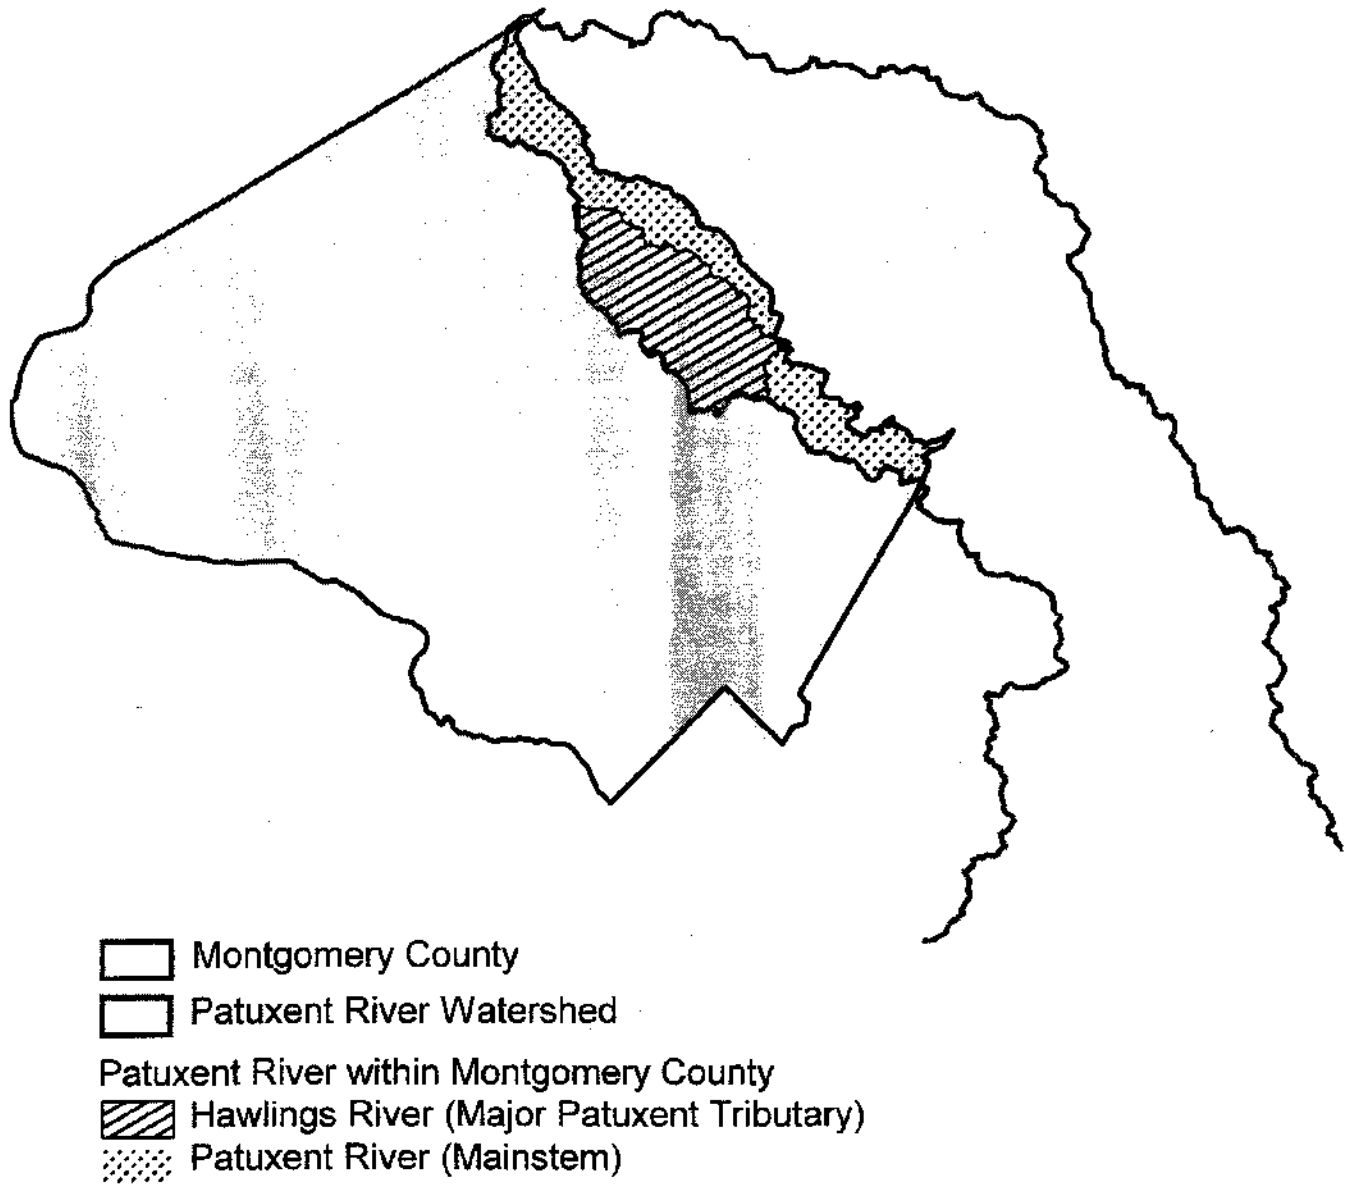 Montgomery County
Patuxent River Watershed
Patuxent River within Montgomery County
Hawlings River (Major Patuxent Tributary)
Patuxent River (Mainstem)